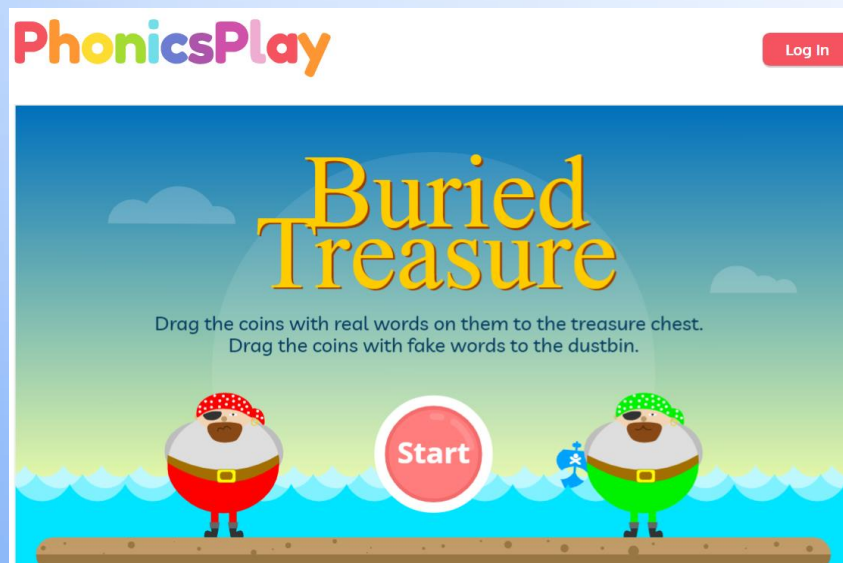 PhonicsPlay
Log In
Buried
Treasure
Drag the coins with real words on them to the treasure chest.
Drag the coins with fake words to the dustbin.
Start